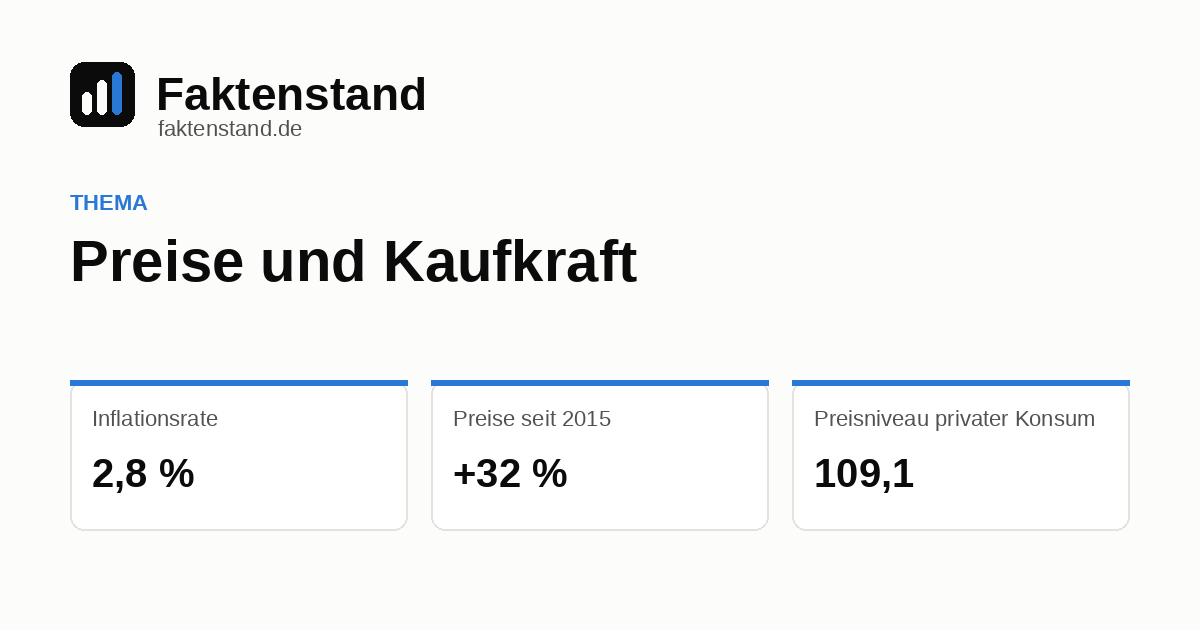 Faktenstand
faktenstand.de
THEMA
Preise und Kaufkraft
Inflationsrate
2,8 %
Preise seit 2015
+32 %
Preisniveau privater Konsum
109,1